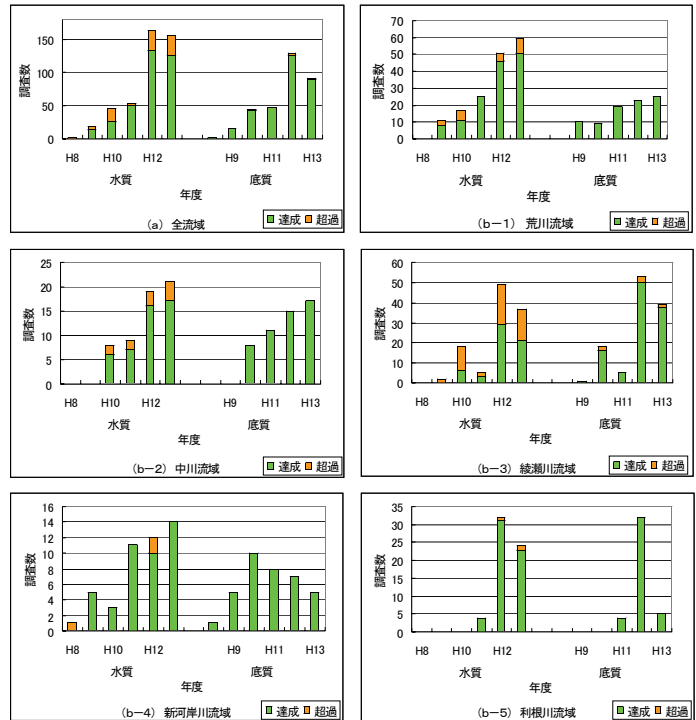 150
100
50
0
調査数
H8 H10 H12 H9 H11 H13
水質 底質
年度
(a) 全流域
達成 超過
70
60
50
40
30
20
10
0
調査数
H8 H10 H12 H9 H11 H13
水質 底質
年度
(b-1) 荒川流域
達成 超過
25
20
15
10
5
0
調査数
H8 H10 H12 H9 H11 H13
水質 底質
年度
(b-2) 中川流域
達成 超過
60
50
40
30
20
10
0
調査数
H8 H10 H12 H9 H11 H13
水質 底質
年度
(b-3) 綾瀬川流域
達成 超過
16
14
12
10
8
6
4
2
0
調査数
H8 H10 H12 H9 H11 H13
水質 底質
年度
(b-4) 新河岸川流域
達成 超過
35
30
25
20
15
10
5
0
調査数
H8 H10 H12 H9 H11 H13
水質 底質
年度
(b-5) 利根川流域
達成 超過